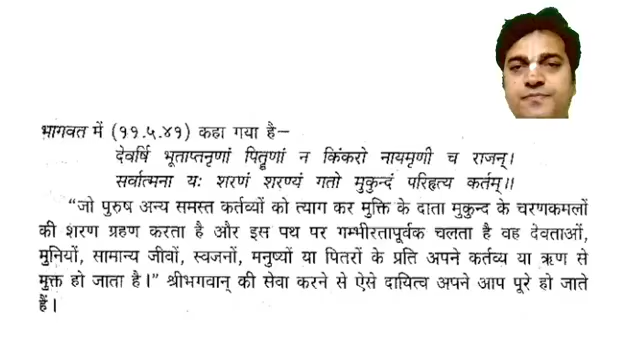 भागवत में (११.५.४१) कहा गया है—
देवर्षि भूताप्तनृणां पितॄणां न किंकरो नायमृणी च राजन्।
सर्वात्मना यः शरणं शरण्यं गतो मुकुन्दं परिहृत्य कर्तम्॥
“जो पुरुष अन्य समस्त कर्तव्यों को त्याग कर मुक्ति के दाता मुकुन्द के चरणकमलों
की शरण ग्रहण करता है और इस पथ पर गम्भीरतापूर्वक चलता है वह देवताओं,
मुनियों, सामान्य जीवों, स्वजनों, मनुष्यों या पितरों के प्रति अपने कर्तव्य या ऋण से
मुक्त हो जाता है।” श्रीभगवान् की सेवा करने से ऐसे दायित्व अपने आप पूरे हो जाते
हैं।